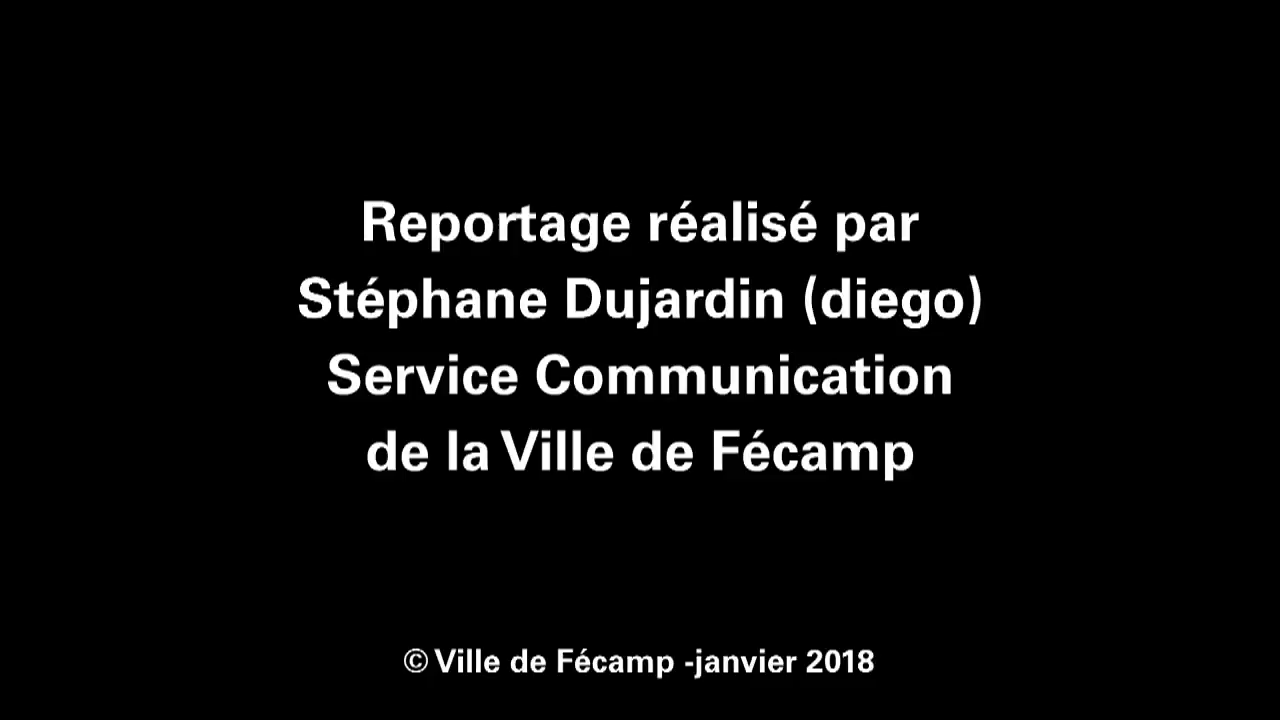 Reportage réalisé par
Stéphane Dujardin (diego)
Service Communication
de la Ville de Fécamp
© Ville de Fécamp -janvier 2018